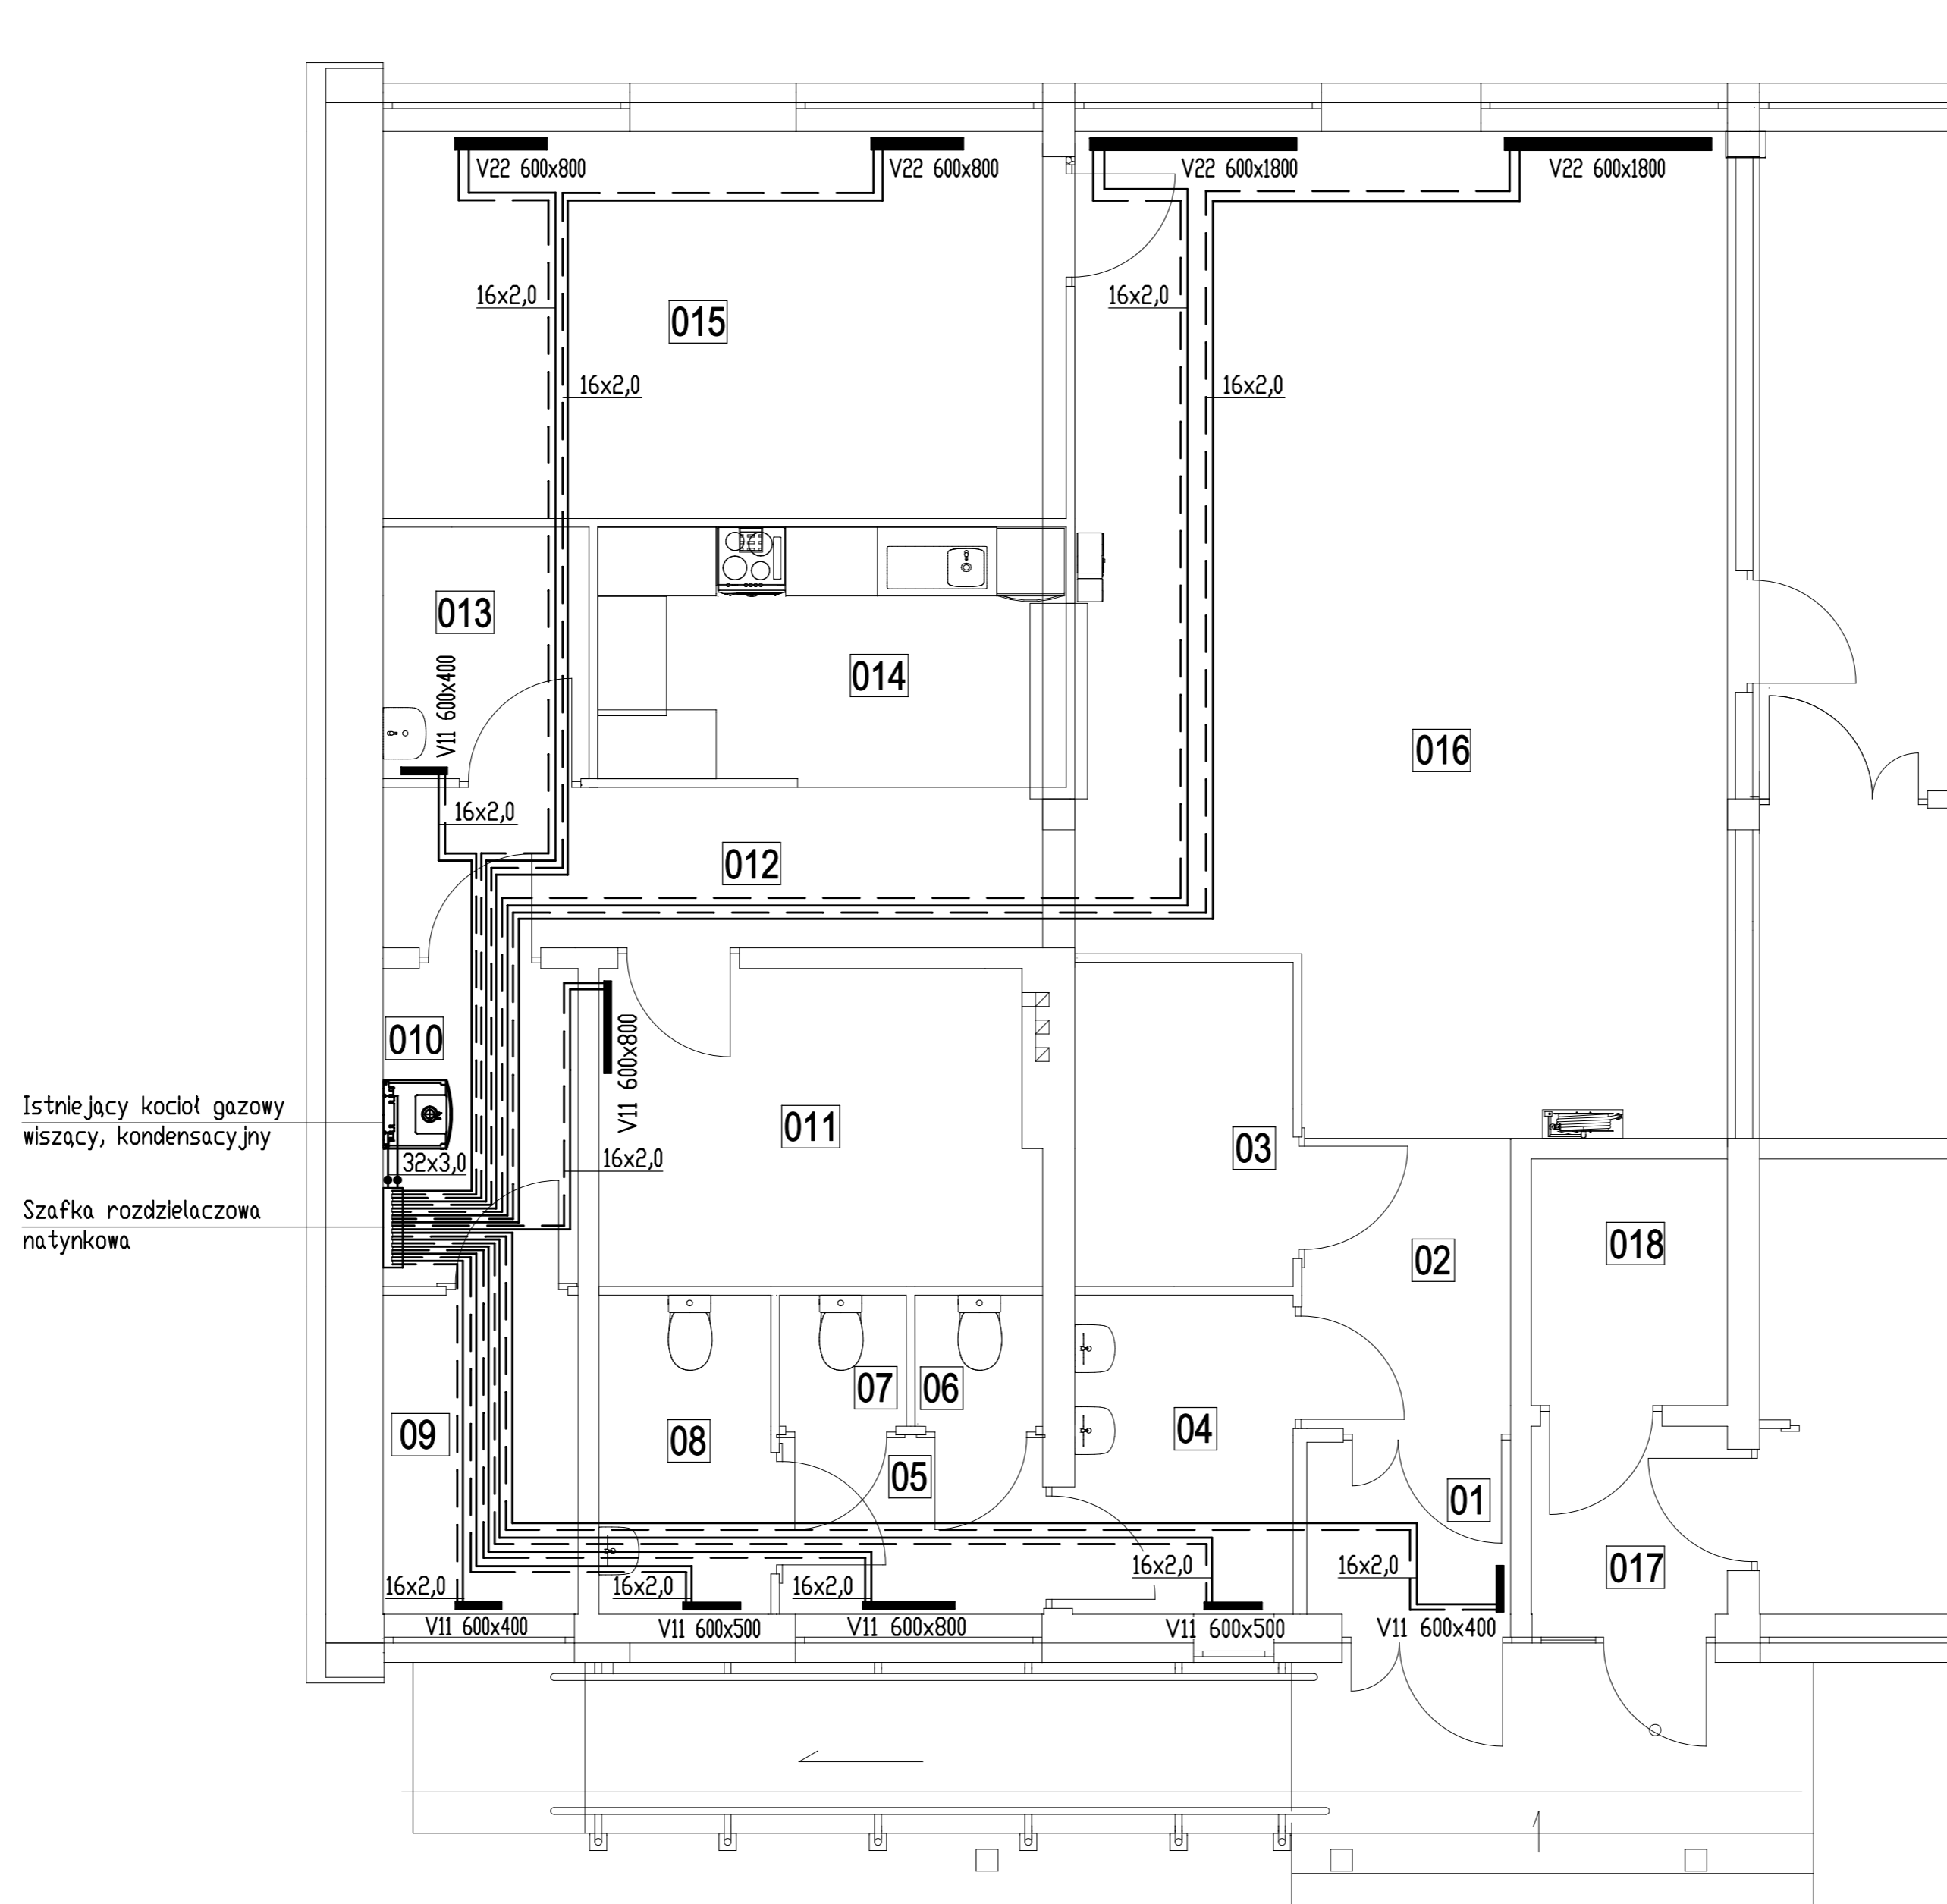 V22 600x800
V22 600x800
V22 600x1800
V22 600x1800
16x2,0
16x2,0
015
16x2,0
16x2,0
013
014
V11 600x400
016
16x2,0
012
010
V11 600x800
Istniejący kocioł gazowy
wiszący, kondensacyjny
011
03
32x3,0
16x2,0
Szafka rozdzielaczowa
natynkowa
02
018
07
06
09
08
04
05
01
16x2,0
16x2,0
16x2,0
16x2,0
16x2,0
017
V11 600x400
V11 600x500
V11 600x800
V11 600x500
V11 600x400